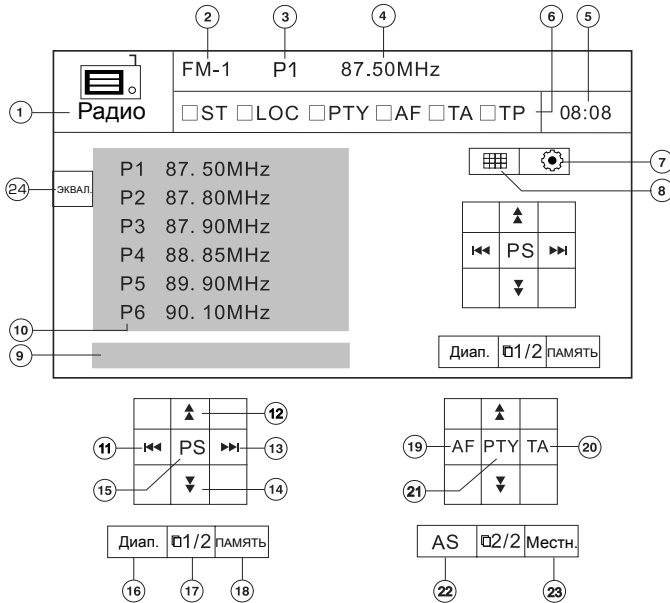 2 3 4 6 5
FM-1 P1 87.50MHz
1 Радио □ST □LOC □PTY □AF □TA □TP 08:08
7
8
24 ЭКВАЛ.
P1 87.50MHz
P2 87.80MHz
P3 87.90MHz
P4 88.85MHz
P5 89.90MHz
P6 90.10MHz
PS
10
9
Диап. 1/2 ПАМЯТЬ
12
11 PS 13
15 14
Диап. 1/2 ПАМЯТЬ
16 17 18
19 AF PTY TA 20
21
AS 2/2 Местн.
22 23